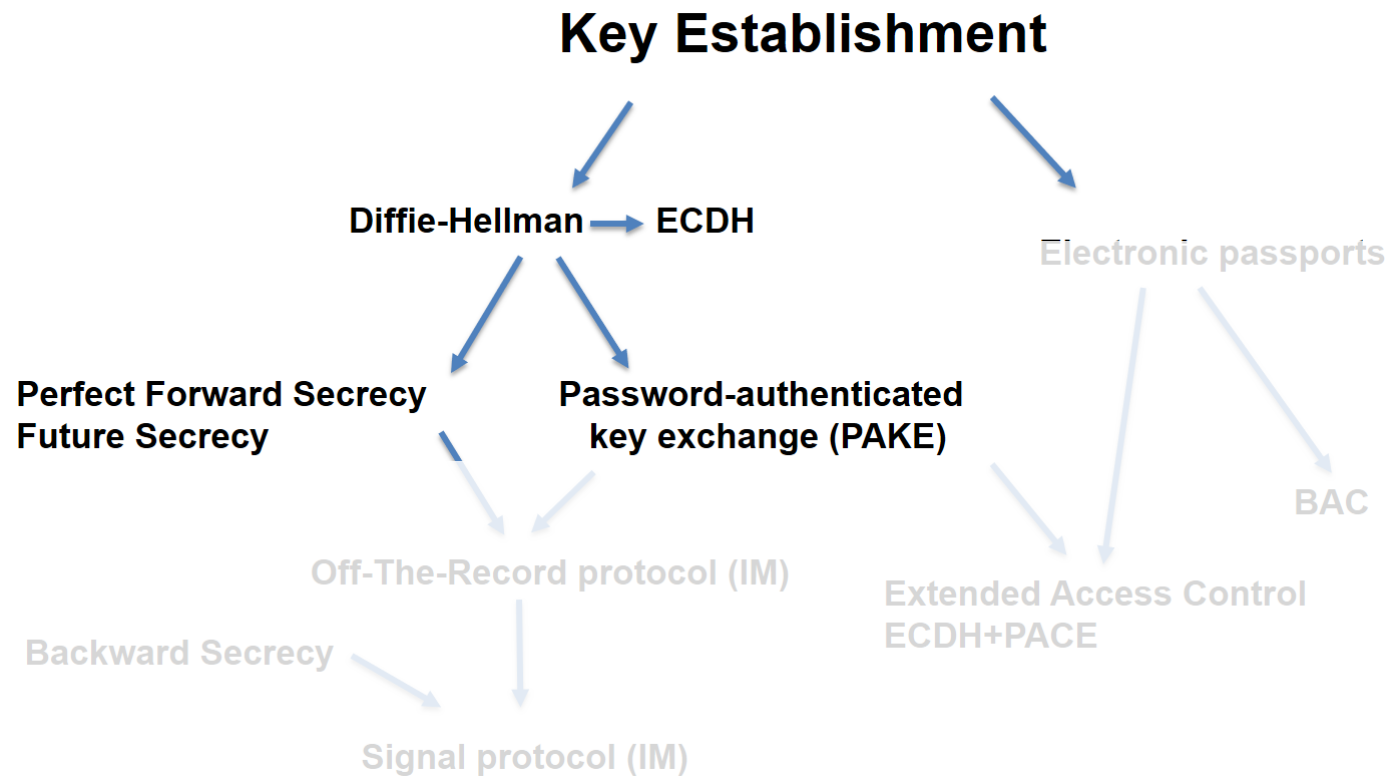 Key Establishment
Diffie-Hellman
ECDH
Electronic passports
Perfect Forward Secrecy
Future Secrecy
Password-authenticated
key exchange (PAKE)
BAC
Off-The-Record protocol (IM)
Extended Access Control
ECDH+PACE
Backward Secrecy
Signal protocol (IM)